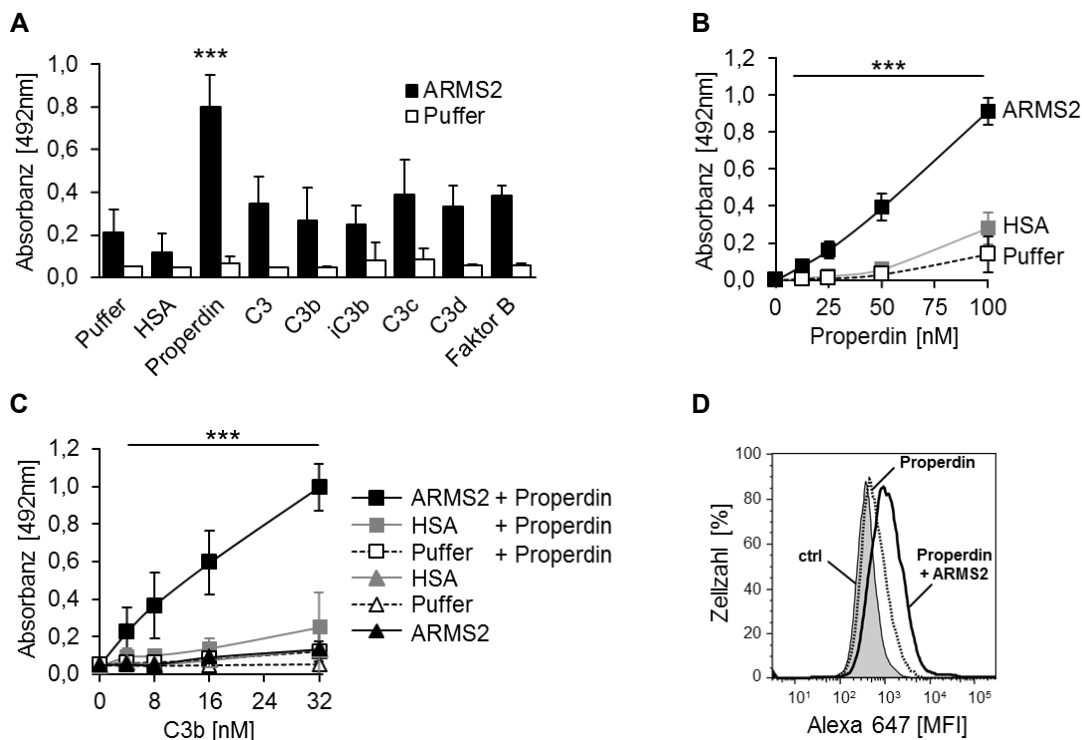 A
***
1,0
0,8
0,6
0,4
0,2
0,0
Absorbanz [492nm]
ARMS2
Puffer
Puffer
HSA
Properdin
C3
C3b
iC3b
C3c
C3d
Faktor B
B
***
1,2
1,0
0,8
0,6
0,4
0,2
0,0
Absorbanz [492nm]
ARMS2
HSA
Puffer
0 25 50 75 100
Properdin [nM]
C
***
1,2
1,0
0,8
0,6
0,4
0,2
0,0
Absorbanz [492nm]
0 8 16 24 32
C3b [nM]
ARMS2 + Properdin
HSA + Properdin
Puffer + Properdin
HSA
Puffer
ARMS2
D
100
80
60
40
20
0
Zellzahl [%]
Properdin
ctrl
Properdin
+ ARMS2
10¹ 10² 10³ 10⁴ 10⁵
Alexa 647 [MFI]